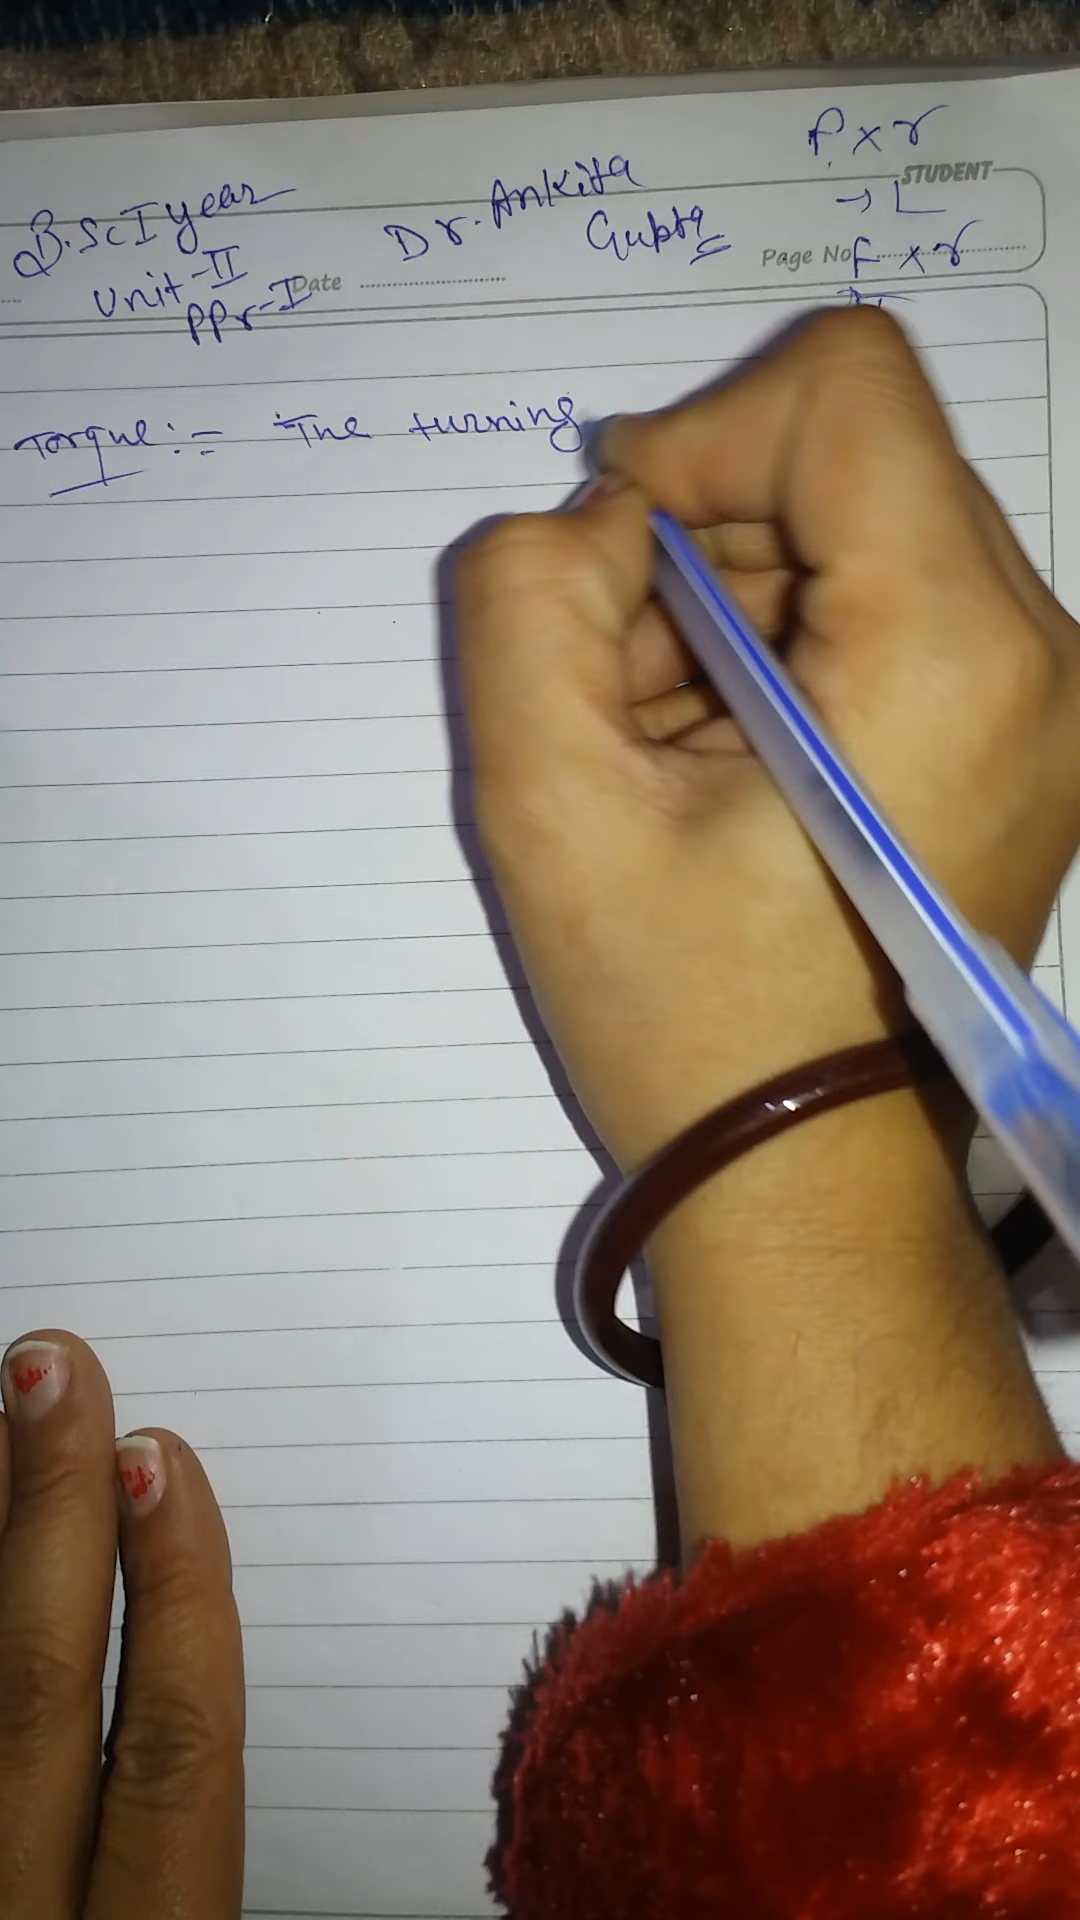 P × r
STUDENT
→ L
B.Sc I year
Dr. Ankita
Gupta
Page No. F × r
Unit-II
Date
PPr-I
Torque :- The turning